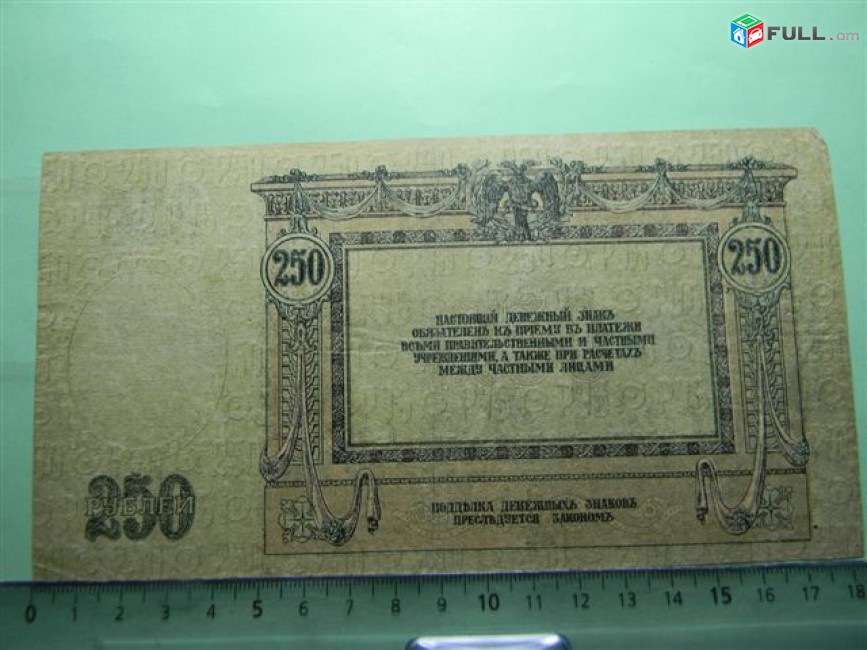 FULL.am
250
250
НАСТОЯЩІЙ ДЕНЕЖНЫЙ ЗНАКЪ
ОБЯЗАТЕЛЕНЪ КЪ ПРІЕМУ ВЪ ПЛАТЕЖИ
ВСѢМИ ПРАВИТЕЛЬСТВЕННЫМИ И ЧАСТНЫМИ
УЧРЕЖДЕНІЯМИ, А ТАКЖЕ ПРИ РАСЧЕТАХЪ
МЕЖДУ ЧАСТНЫМИ ЛИЦАМИ
250
РУБЛЕЙ
ПОДДѢЛКА ДЕНЕЖНЫХЪ ЗНАКОВЪ
ПРЕСЛѢДУЕТСЯ ЗАКОНОМЪ
0 1 2 3 4 5 6 7 8 9 10 11 12 13 14 15 16 17 18